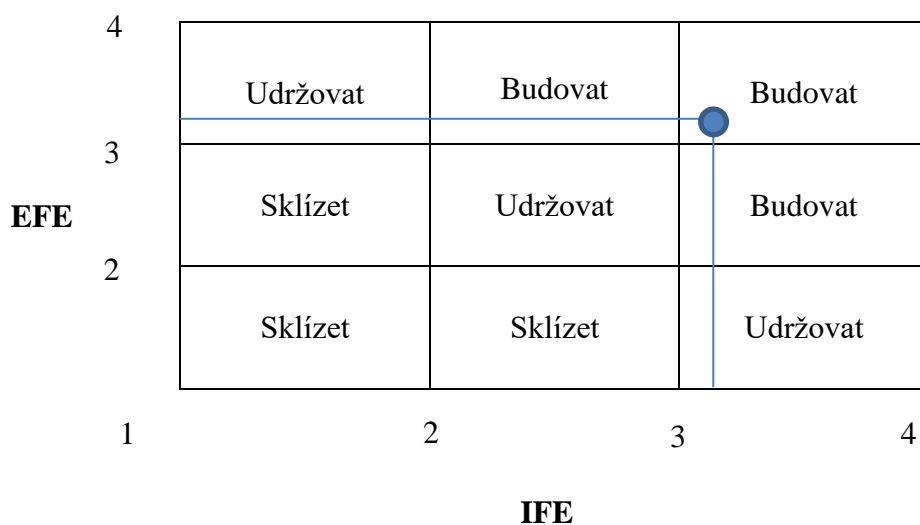 4
Udržovat Budovat Budovat
3
EFE
Sklízet Udržovat Budovat
2
Sklízet Sklízet Udržovat
1 2 3 4
IFE